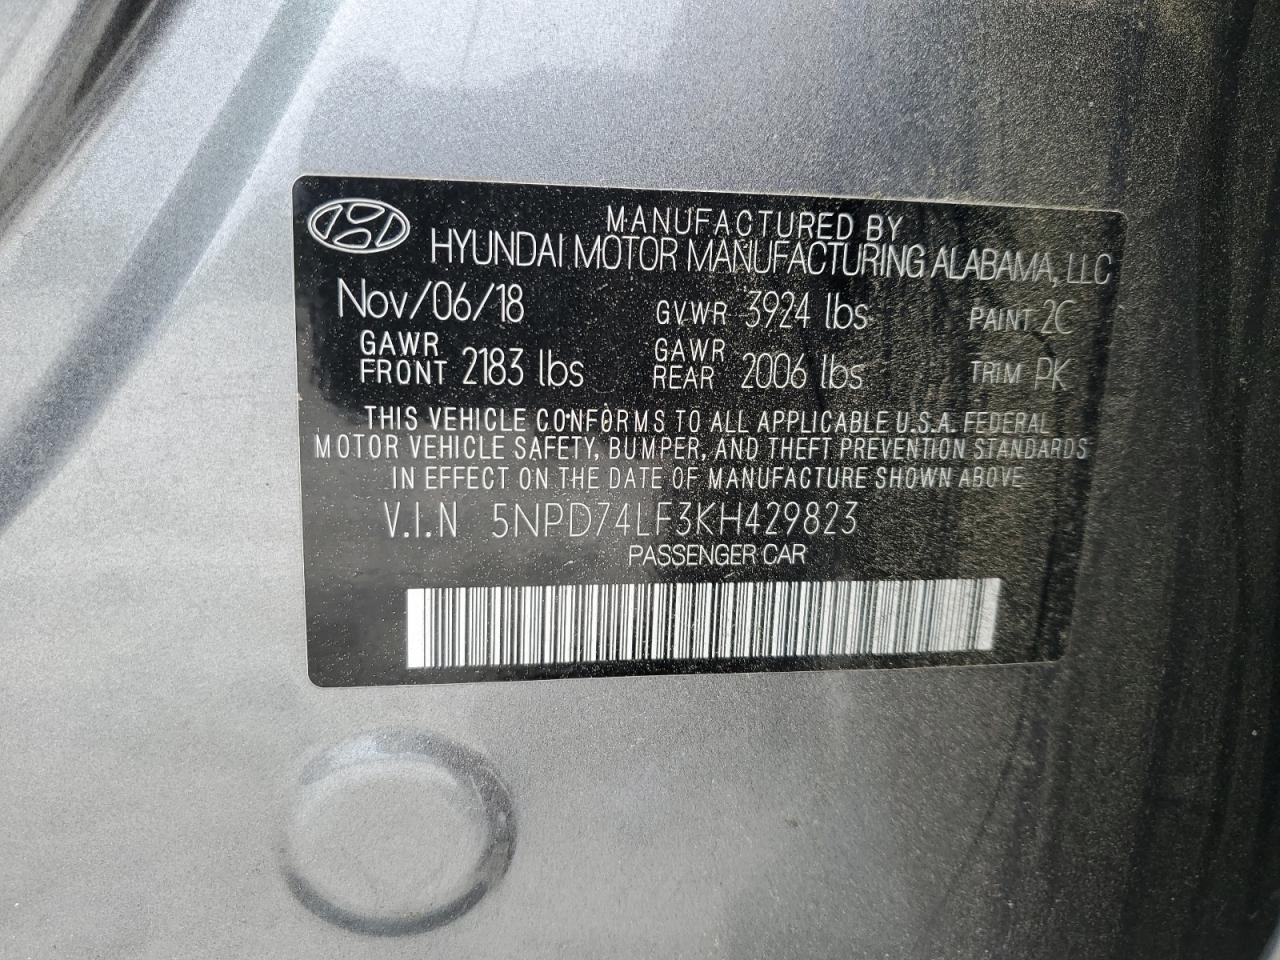 MANUFACTURED BY
HYUNDAI MOTOR MANUFACTURING ALABAMA, LLC
Nov/06/18 GVWR 3924 lbs PAINT 2C
GAWR FRONT 2183 lbs GAWR REAR 2006 lbs TRIM PK
THIS VEHICLE CONFORMS TO ALL APPLICABLE U.S.A. FEDERAL
MOTOR VEHICLE SAFETY, BUMPER, AND THEFT PREVENTION STANDARDS
IN EFFECT ON THE DATE OF MANUFACTURE SHOWN ABOVE
V.I.N 5NPD74LF3KH429823
PASSENGER CAR